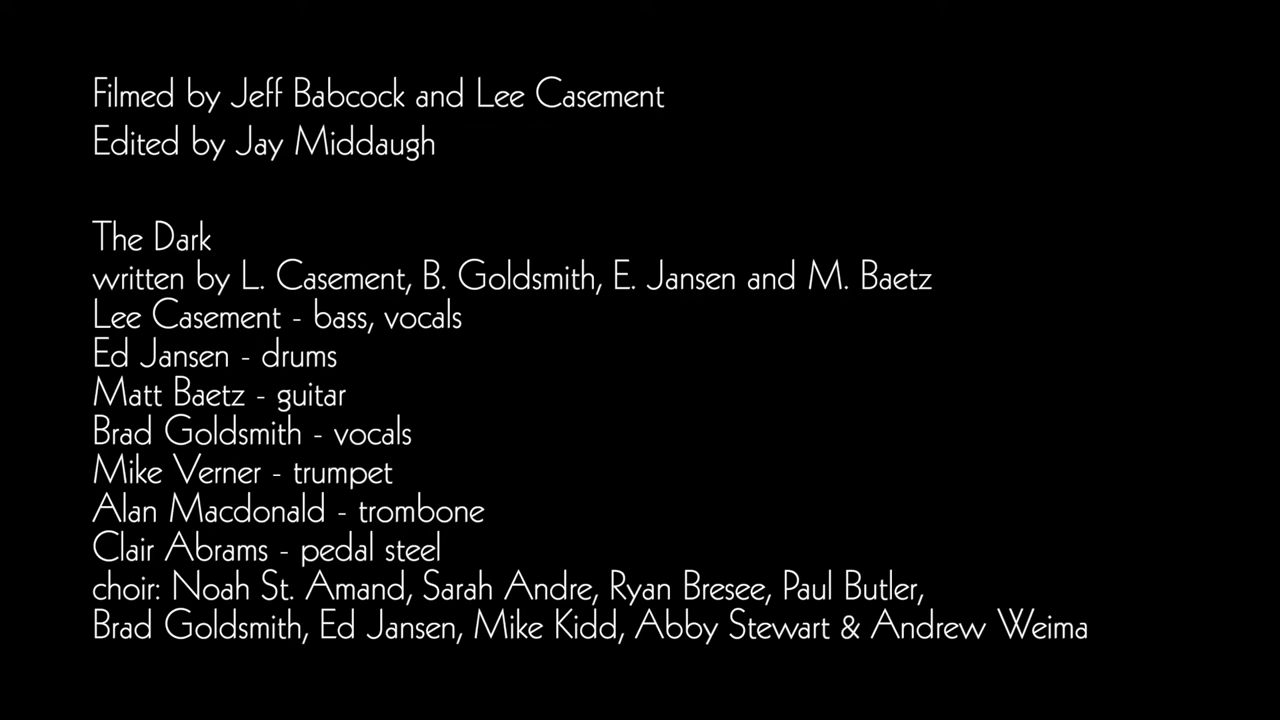 Filmed by Jeff Babcock and Lee Casement
Edited by Jay Middaugh
The Dark
written by L. Casement, B. Goldsmith, E. Jansen and M. Baetz
Lee Casement - bass, vocals
Ed Jansen - drums
Matt Baetz - guitar
Brad Goldsmith - vocals
Mike Verner - trumpet
Alan Macdonald - trombone
Clair Abrams - pedal steel
choir: Noah St. Amand, Sarah Andre, Ryan Bresee, Paul Butler,
Brad Goldsmith, Ed Jansen, Mike Kidd, Abby Stewart & Andrew Weima